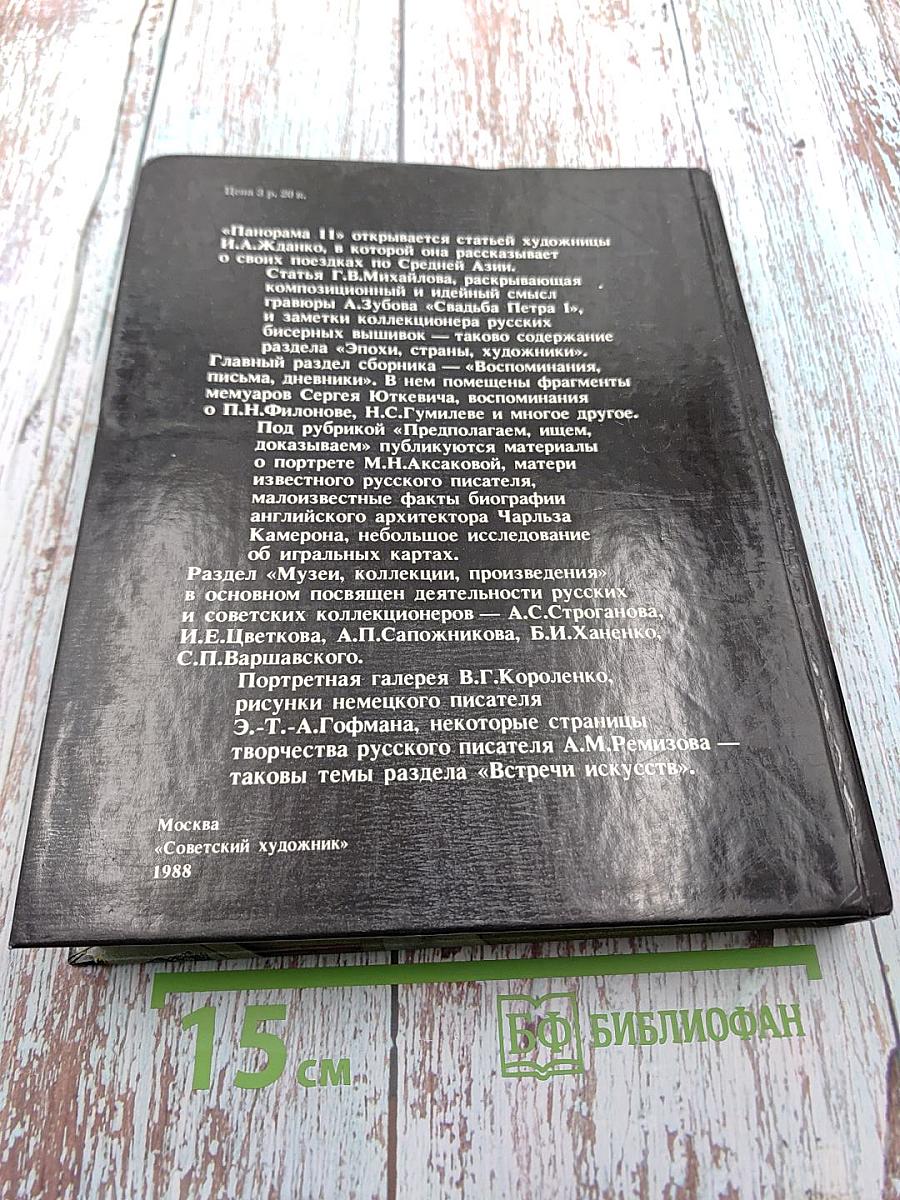 Цена 3 р. 20 к.
«Панорама 11» открывается статьей художницы
И.А.Жданко, в которой она рассказывает
о своих поездках по Средней Азии.
Статья Г.В.Михайлова, раскрывающая
композиционный и идейный смысл
гравюры А.Зубова «Свадьба Петра I»,
и заметки коллекционера русских
бисерных вышивок — таково содержание
раздела «Эпохи, страны, художники».
Главный раздел сборника — «Воспоминания,
письма, дневники». В нем помещены фрагменты
мемуаров Сергея Юткевича, воспоминания
о П.Н.Филонове, Н.С.Гумилеве и многое другое.
Под рубрикой «Предполагаем, ищем,
доказываем» публикуются материалы
о портрете М.Н.Аксаковой, матери
известного русского писателя,
малоизвестные факты биографии
английского архитектора Чарльза
Камерона, небольшое исследование
об игральных картах.
Раздел «Музеи, коллекции, произведения»
в основном посвящен деятельности русских
и советских коллекционеров — А.С.Строганова,
И.Е.Цветкова, А.П.Сапожникова, Б.И.Ханенко,
С.П.Варшавского.
Портретная галерея В.Г.Короленко,
рисунки немецкого писателя
Э.-Т.-А.Гофмана, некоторые страницы
творчества русского писателя А.М.Ремизова —
таковы темы раздела «Встречи искусств».
Москва
«Советский художник»
1988
15 см
БФ БИБЛИОФАН